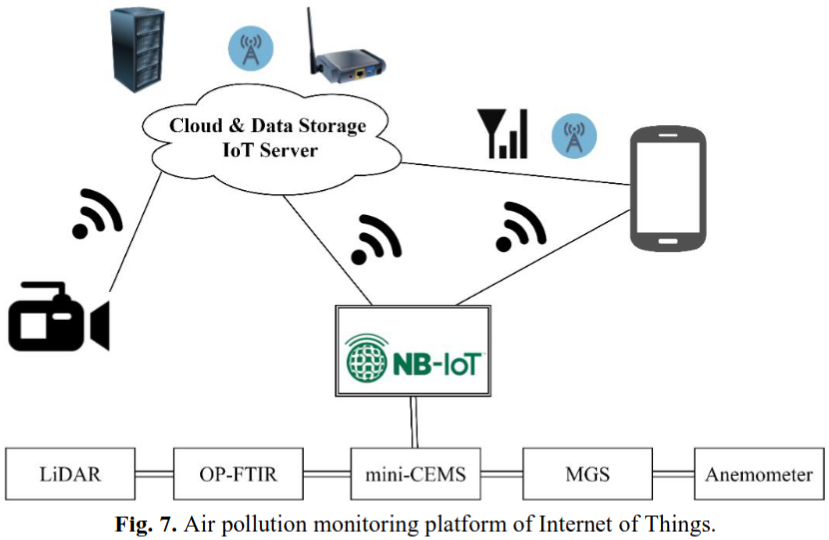 Cloud & Data Storage
IoT Server
NB-IoT
LiDAR
OP-FTIR
mini-CEMS
MGS
Anemometer
Fig. 7. Air pollution monitoring platform of Internet of Things.